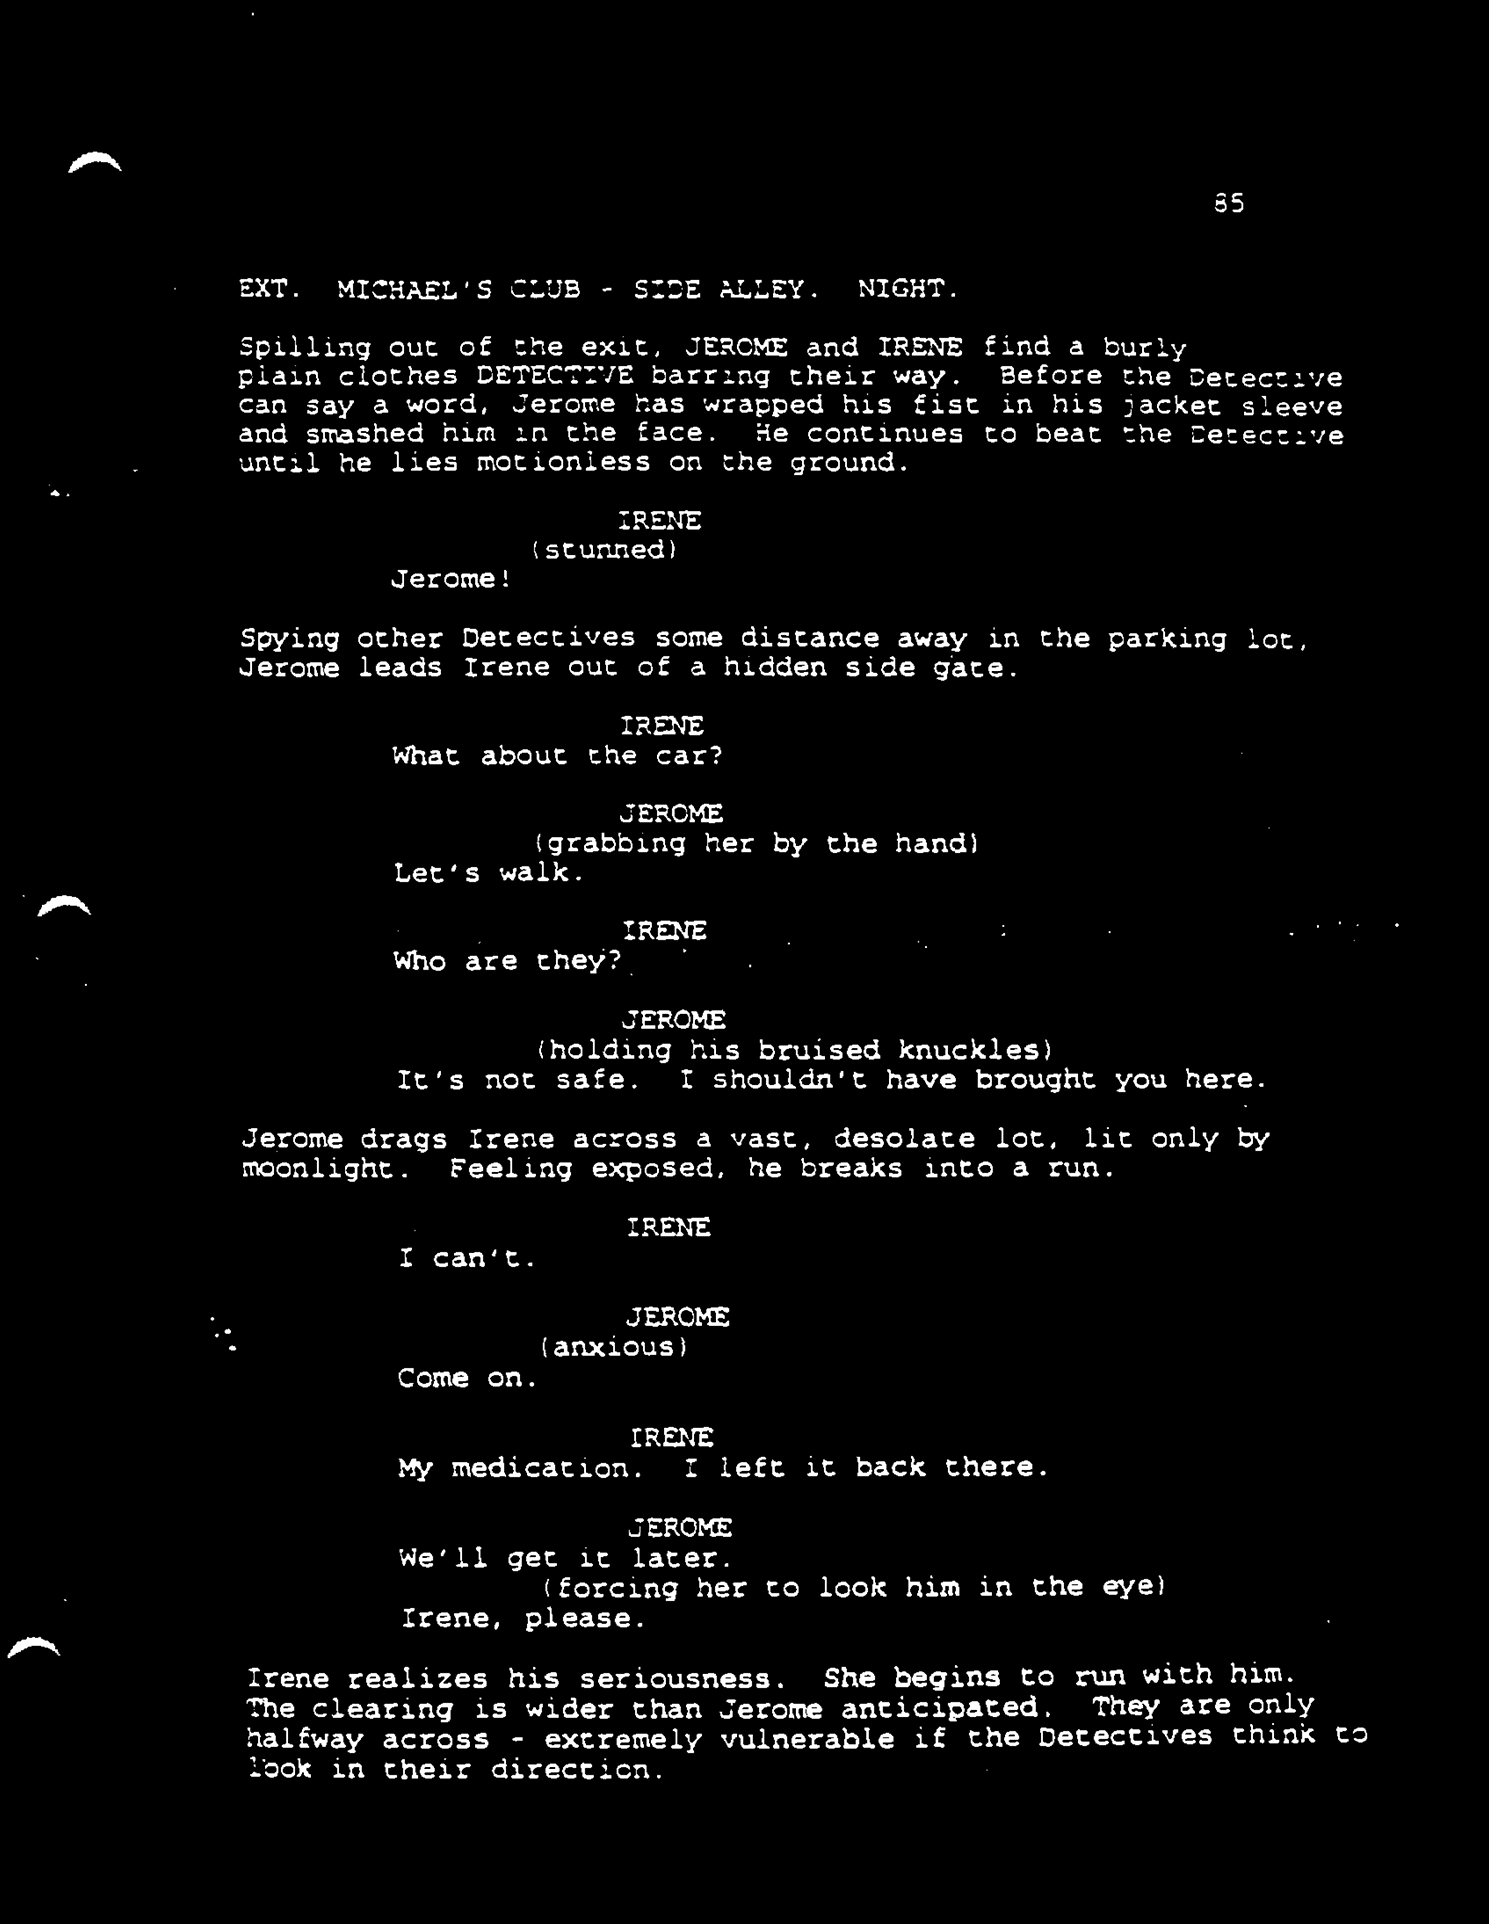 85
EXT.  MICHAEL'S CLUB - SIDE ALLEY.  NIGHT.
Spilling out of the exit, JEROME and IRENE find a burly
plain clothes DETECTIVE barring their way.  Before the Detective
can say a word, Jerome has wrapped his fist in his jacket sleeve
and smashed him in the face.  He continues to beat the Detective
until he lies motionless on the ground.
IRENE
(stunned)
Jerome!
Spying other Detectives some distance away in the parking lot,
Jerome leads Irene out of a hidden side gate.
IRENE
What about the car?
JEROME
(grabbing her by the hand)
Let's walk.
IRENE
Who are they?
JEROME
(holding his bruised knuckles)
It's not safe.  I shouldn't have brought you here.
Jerome drags Irene across a vast, desolate lot, lit only by
moonlight.  Feeling exposed, he breaks into a run.
IRENE
I can't.
JEROME
(anxious)
Come on.
IRENE
My medication.  I left it back there.
JEROME
We'll get it later.
(forcing her to look him in the eye)
Irene, please.
Irene realizes his seriousness.  She begins to run with him.
The clearing is wider than Jerome anticipated.  They are only
halfway across - extremely vulnerable if the Detectives think to
look in their direction.